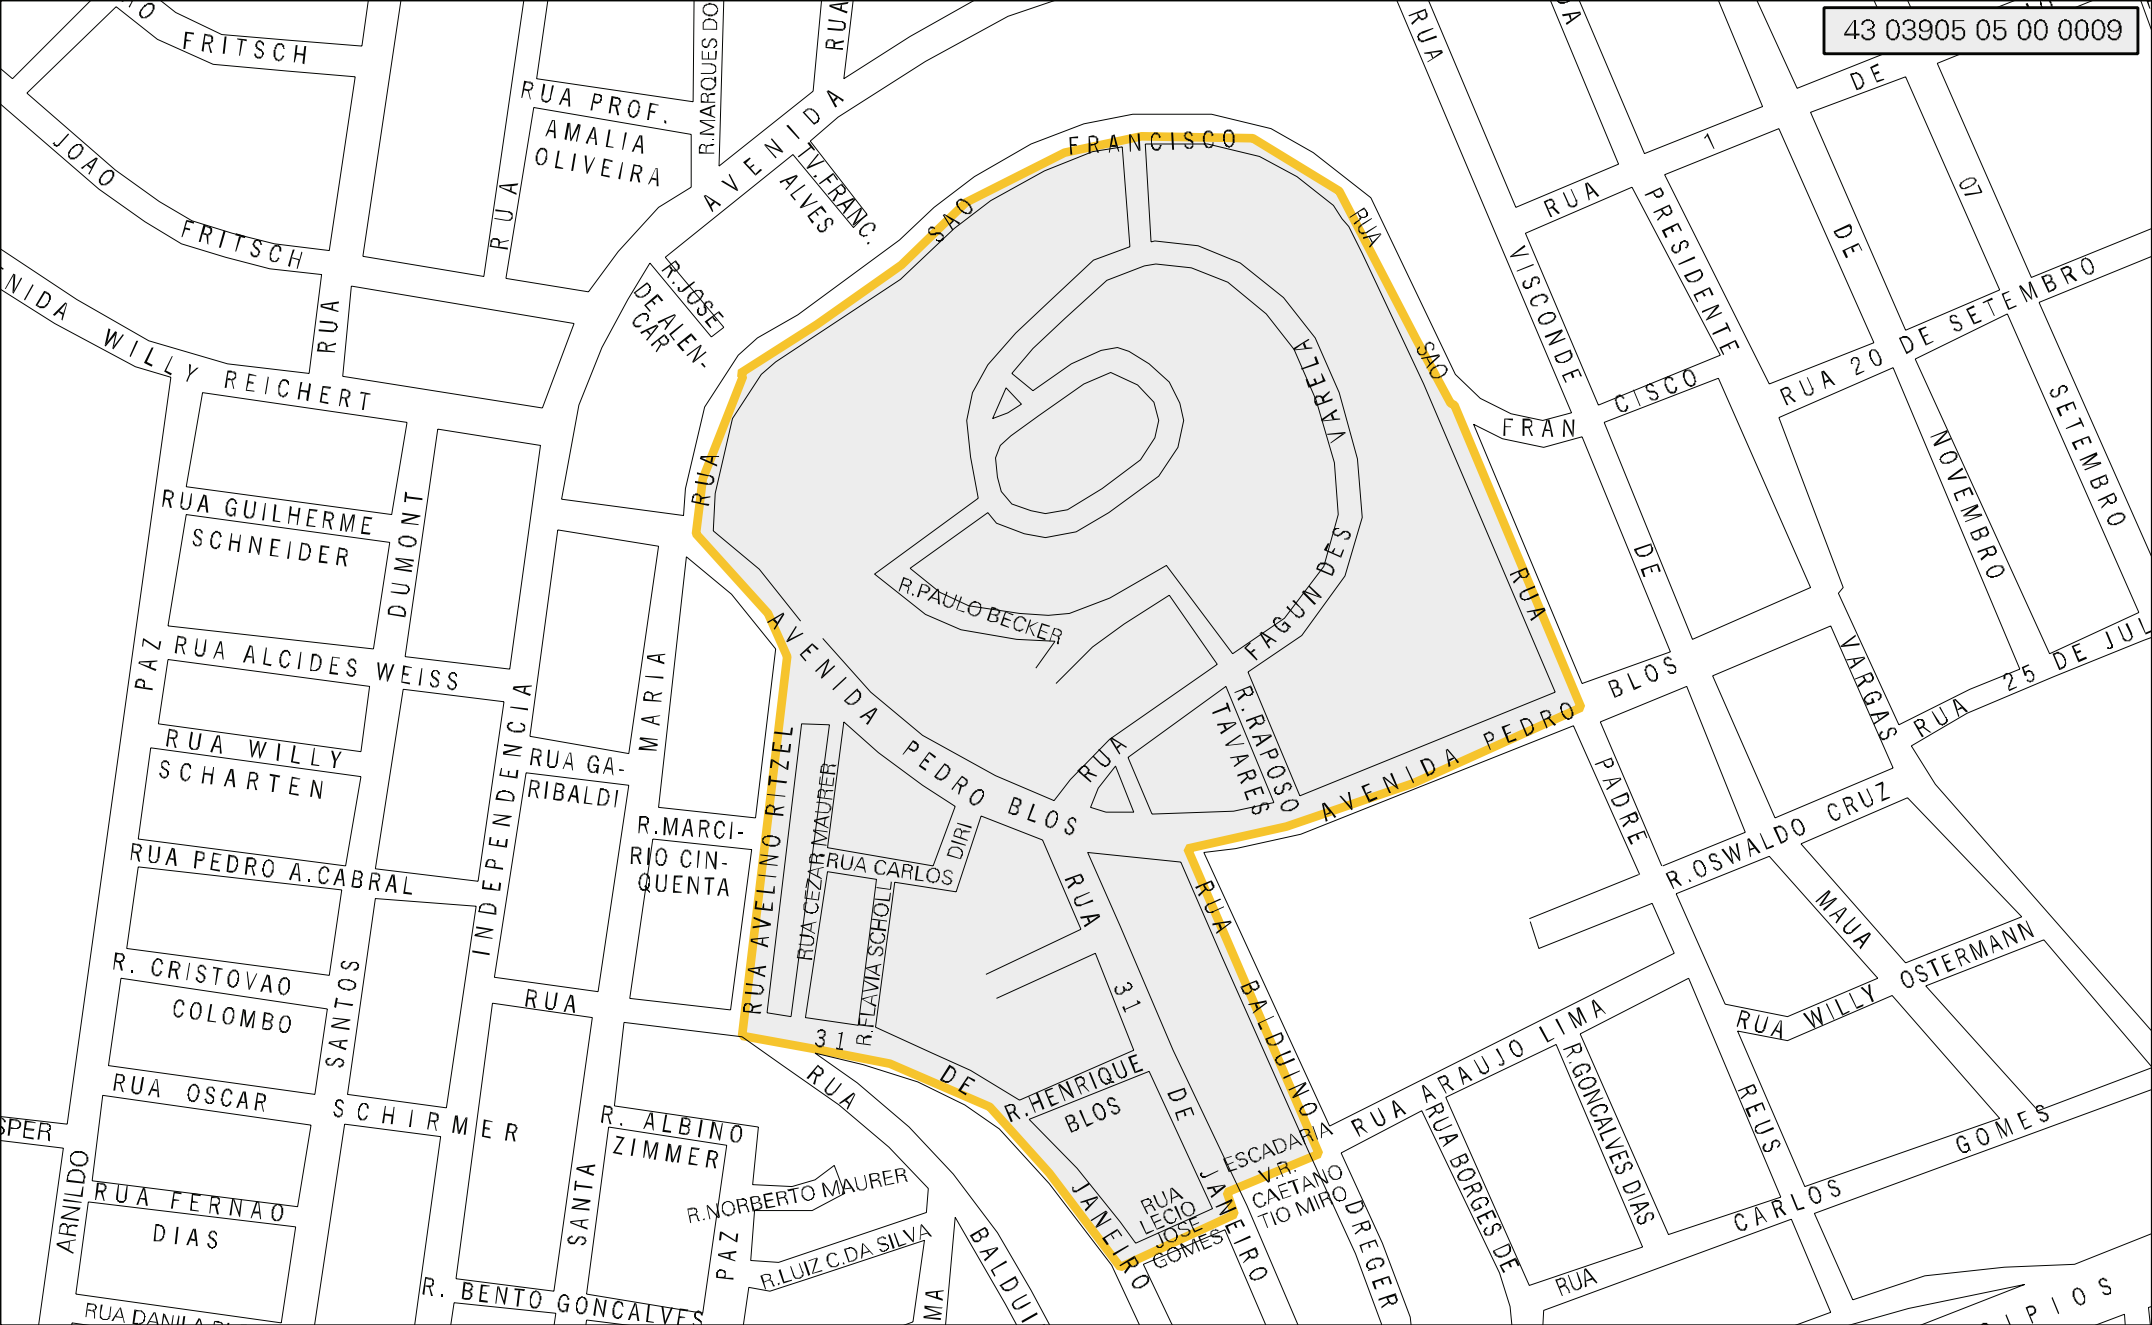 43 03905 05 00 0009
FRITSCH
JOAO
FRITSCH
RUA PROF.
AMALIA
OLIVEIRA
R.MARQUES DO
RUA
RUA
RUA
AVENIDA
TV.FRANC.
ALVES
R.JOSE
DE ALEN-
CAR
RUA
SAO
FRANCISCO
RUA
SAO
FRAN
CISCO
RUA
VISCONDE
DE
RUA
1
DE
PRESIDENTE
DE
07
RUA 20 DE SETEMBRO
NOVEMBRO
SETEMBRO
VARGAS
RUA 25 DE JUL
NIDA WILLY REICHERT
RUA
DUMONT
RUA GUILHERME
SCHNEIDER
RUA ALCIDES WEISS
PAZ
RUA WILLY
SCHARTEN
RUA PEDRO A.CABRAL
R. CRISTOVAO
COLOMBO
SANTOS
INDEPENDENCIA
MARIA
RUA GA-
RIBALDI
R.MARCI-
RIO CIN-
QUENTA
RUA
RUA OSCAR
SCHIRMER
SPER
ARNILDO
RUA FERNAO
DIAS
SANTA
R. ALBINO
ZIMMER
R.NORBERTO MAURER
R.LUIZ C.DA SILVA
PAZ
R. BENTO GONCALVES
RUA
BALDUI
MA
VARELA
FAGUNDES
RUA
R.PAULO BECKER
R.RAPOSO
TAVARES
AVENIDA PEDRO BLOS
AVENIDA PEDRO
BLOS
RUA
RUA AVELINO RITZEL
RUA CEZAR MAURER
RUA CARLOS
DIRI
R.FLAVIA SCHOLL
RUA
31
DE
JANEIRO
31
DE
JANEIRO
R.HENRIQUE
BLOS
RUA
LECIO
JOSE
GOMES
ESCADARIA
V.R.
CAETANO
TIO MIRO
RUA
BALDUINO
DREGER
PADRE
REUS
R.OSWALDO CRUZ
MAUA
RUA WILLY OSTERMANN
RUA ARAUJO LIMA
R.GONCALVES DIAS
RUA BORGES DE
RUA
CARLOS
GOMES